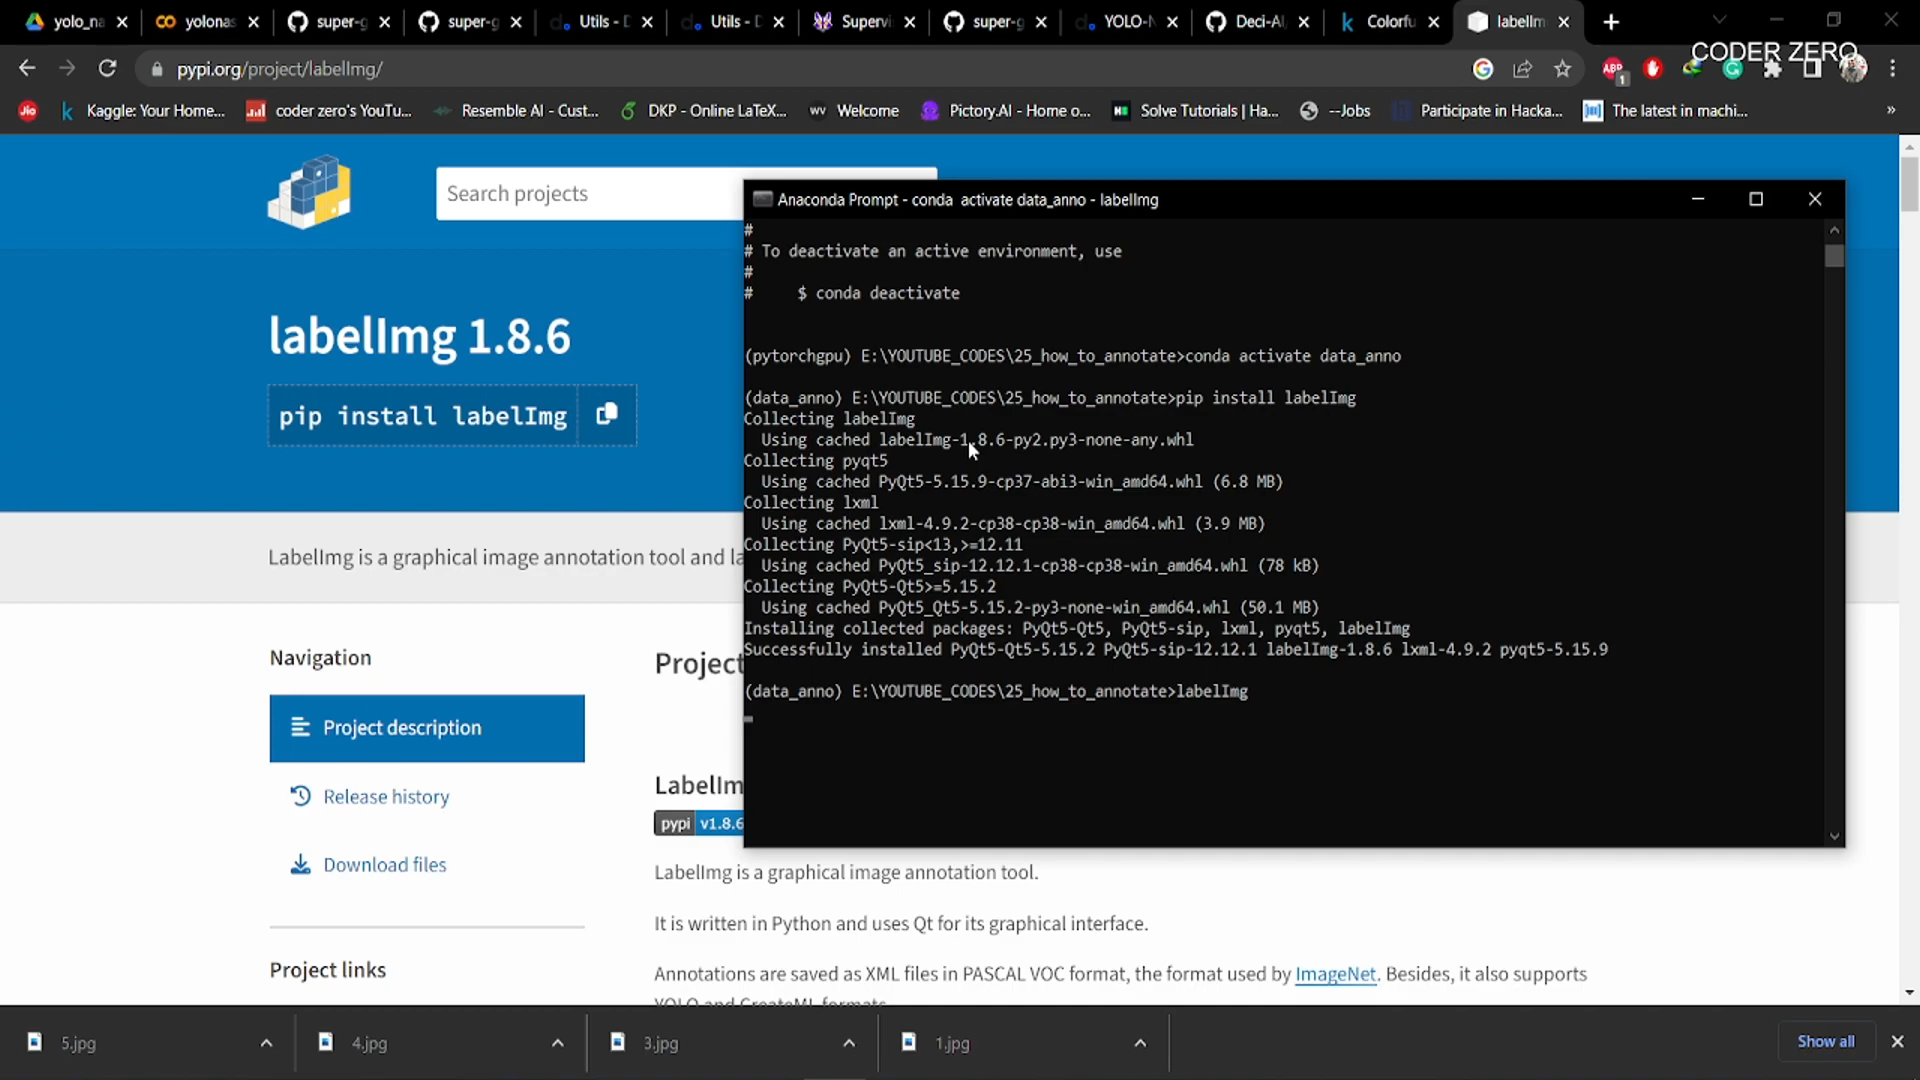 yolo_na
yolonas
super-g
super-g
Utils - D
Utils - D
Supervi
super-g
YOLO-N
Deci-AI
Colorfu
labelIm
CODER ZERO
pypi.org/project/labelImg/
ABP
1
Jio
Kaggle: Your Home...
coder zero's YouTu...
Resemble AI - Cust...
DKP - Online LaTeX...
Welcome
Pictory.AI - Home o...
Solve Tutorials | Ha...
--Jobs
Participate in Hacka...
The latest in machi...
»
Search projects
labelImg 1.8.6
pip install labelImg
LabelImg is a graphical image annotation tool and la
Navigation
Project description
Release history
Download files
Project links
Project
LabelIm
pypi v1.8.6
LabelImg is a graphical image annotation tool.
It is written in Python and uses Qt for its graphical interface.
Annotations are saved as XML files in PASCAL VOC format, the format used by ImageNet. Besides, it also supports
YOLO and CreateML formats
Anaconda Prompt - conda  activate data_anno - labelImg
#
# To deactivate an active environment, use
#
#     $ conda deactivate
(pytorchgpu) E:\YOUTUBE_CODES\25_how_to_annotate>conda activate data_anno
(data_anno) E:\YOUTUBE_CODES\25_how_to_annotate>pip install labelImg
Collecting labelImg
  Using cached labelImg-1.8.6-py2.py3-none-any.whl
Collecting pyqt5
  Using cached PyQt5-5.15.9-cp37-abi3-win_amd64.whl (6.8 MB)
Collecting lxml
  Using cached lxml-4.9.2-cp38-cp38-win_amd64.whl (3.9 MB)
Collecting PyQt5-sip<13,>=12.11
  Using cached PyQt5_sip-12.12.1-cp38-cp38-win_amd64.whl (78 kB)
Collecting PyQt5-Qt5>=5.15.2
  Using cached PyQt5_Qt5-5.15.2-py3-none-win_amd64.whl (50.1 MB)
Installing collected packages: PyQt5-Qt5, PyQt5-sip, lxml, pyqt5, labelImg
Successfully installed PyQt5-Qt5-5.15.2 PyQt5-sip-12.12.1 labelImg-1.8.6 lxml-4.9.2 pyqt5-5.15.9
(data_anno) E:\YOUTUBE_CODES\25_how_to_annotate>labelImg
5.jpg
4.jpg
3.jpg
1.jpg
Show all